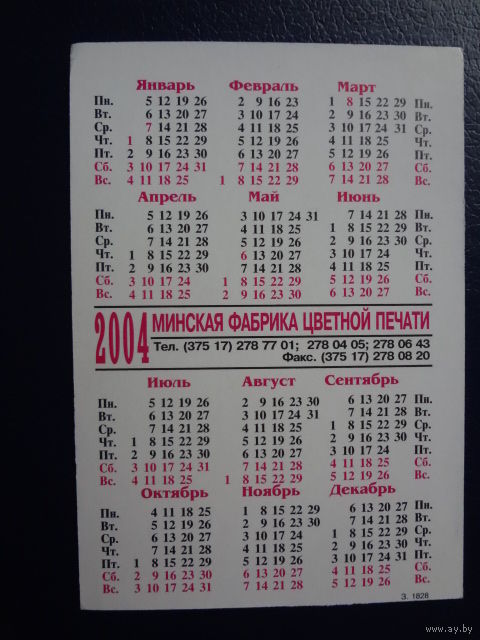 Январь Февраль Март
Пн. 5 12 19 26 2 9 16 23 1 8 15 22 29 Пн.
Вт. 6 13 20 27 3 10 17 24 2 9 16 23 30 Вт.
Ср. 7 14 21 28 4 11 18 25 3 10 17 24 31 Ср.
Чт. 1 8 15 22 29 5 12 19 26 4 11 18 25 Чт.
Пт. 2 9 16 23 30 6 13 20 27 5 12 19 26 Пт.
Сб. 3 10 17 24 31 7 14 21 28 6 13 20 27 Сб.
Вс. 4 11 18 25 1 8 15 22 29 7 14 21 28 Вс.
Апрель Май Июнь
Пн. 5 12 19 26 3 10 17 24 31 7 14 21 28 Пн.
Вт. 6 13 20 27 4 11 18 25 1 8 15 22 29 Вт.
Ср. 7 14 21 28 5 12 19 26 2 9 16 23 30 Ср.
Чт. 1 8 15 22 29 6 13 20 27 3 10 17 24 Чт.
Пт. 2 9 16 23 30 7 14 21 28 4 11 18 25 Пт.
Сб. 3 10 17 24 1 8 15 22 29 5 12 19 26 Сб.
Вс. 4 11 18 25 2 9 16 23 30 6 13 20 27 Вс.
2004 МИНСКАЯ ФАБРИКА ЦВЕТНОЙ ПЕЧАТИ
Тел. (375 17) 278 77 01; 278 04 05; 278 06 43
Факс. (375 17) 278 08 20
Июль Август Сентябрь
Пн. 5 12 19 26 2 9 16 23 30 6 13 20 27 Пн.
Вт. 6 13 20 27 3 10 17 24 31 7 14 21 28 Вт.
Ср. 7 14 21 28 4 11 18 25 1 8 15 22 29 Ср.
Чт. 1 8 15 22 29 5 12 19 26 2 9 16 23 30 Чт.
Пт. 2 9 16 23 30 6 13 20 27 3 10 17 24 Пт.
Сб. 3 10 17 24 31 7 14 21 28 4 11 18 25 Сб.
Вс. 4 11 18 25 1 8 15 22 29 5 12 19 26 Вс.
Октябрь Ноябрь Декабрь
Пн. 4 11 18 25 1 8 15 22 29 6 13 20 27 Пн.
Вт. 5 12 19 26 2 9 16 23 30 7 14 21 28 Вт.
Ср. 6 13 20 27 3 10 17 24 1 8 15 22 29 Ср.
Чт. 7 14 21 28 4 11 18 25 2 9 16 23 30 Чт.
Пт. 1 8 15 22 29 5 12 19 26 3 10 17 24 31 Пт.
Сб. 2 9 16 23 30 6 13 20 27 4 11 18 25 Сб.
Вс. 3 10 17 24 31 7 14 21 28 5 12 19 26 Вс.
З. 1828
www.ay.by